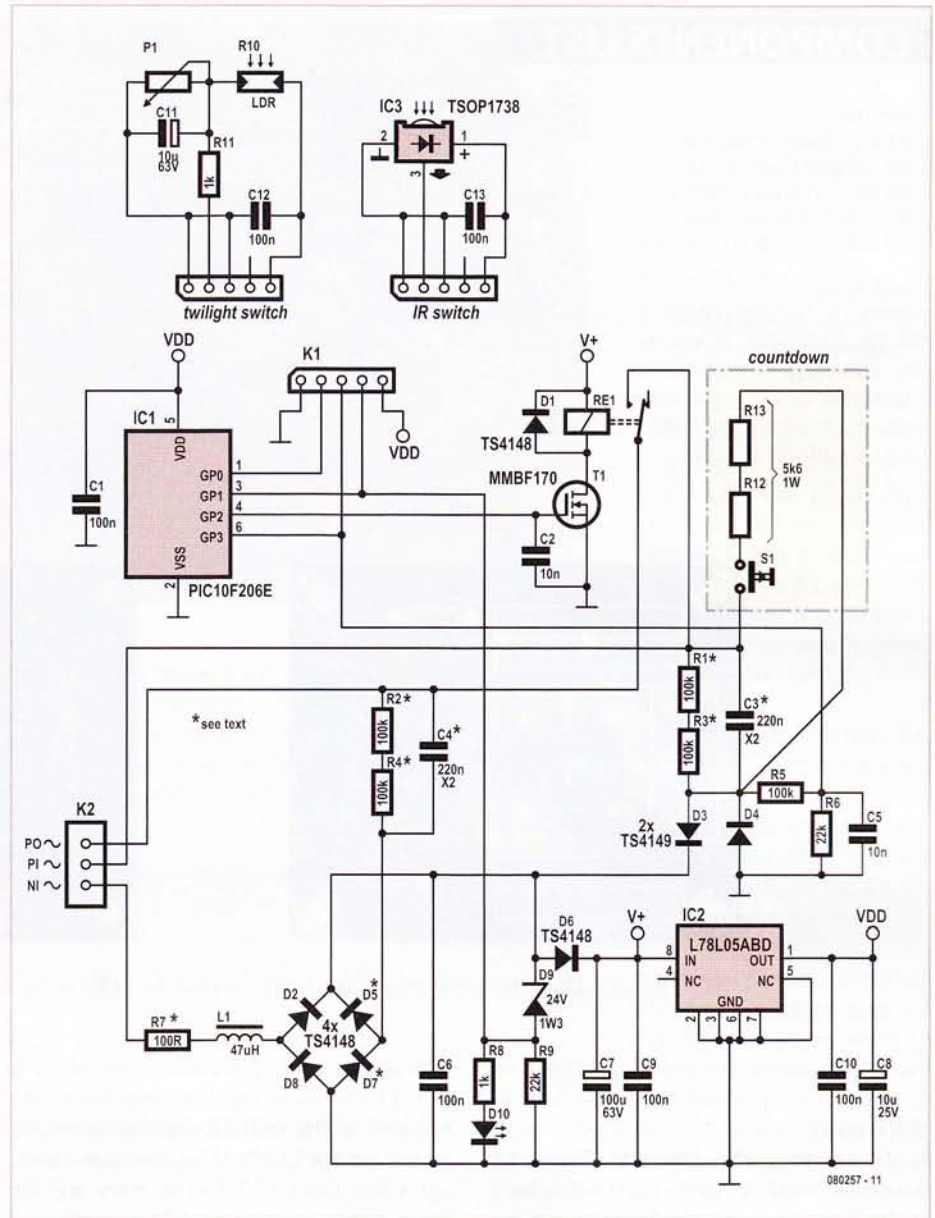 COMPONENTS LIST
P1
R10
LDR
C11
10u
63V
R11
1k
C12
100n
twilight switch
IC3
TSOP1738
2
1
+
3
C13
100n
IR switch
VDD
K1
VDD
IC1
5
VDD
C1
100n
GP0
1
GP1
3
GP2
4
GP3
6
VSS
2
PIC10F206E
V+
D1
TS4148
RE1
MMBF170
T1
C2
10n
countdown
R13
R12
5k6
1W
S1
*see text
R2*
100k
R4*
100k
C4*
220n
X2
R1*
100k
R3*
100k
C3*
220n
X2
R5
100k
D3
D4
2x
TS4149
R6
22k
C5
10n
K2
PO~
PI~
NI~
R7*
100R
L1
47uH
D2
D5*
4x
TS4148
D8
D7*
C6
100n
D6
TS4148
D9
24V
1W3
R8
1k
R9
22k
D10
V+
C7
100u
63V
C9
100n
IC2
L78L05ABD
8
IN
OUT
1
4
NC
NC
5
GND
2
3
6
7
VDD
C10
100n
C8
10u
25V
080257 - 11